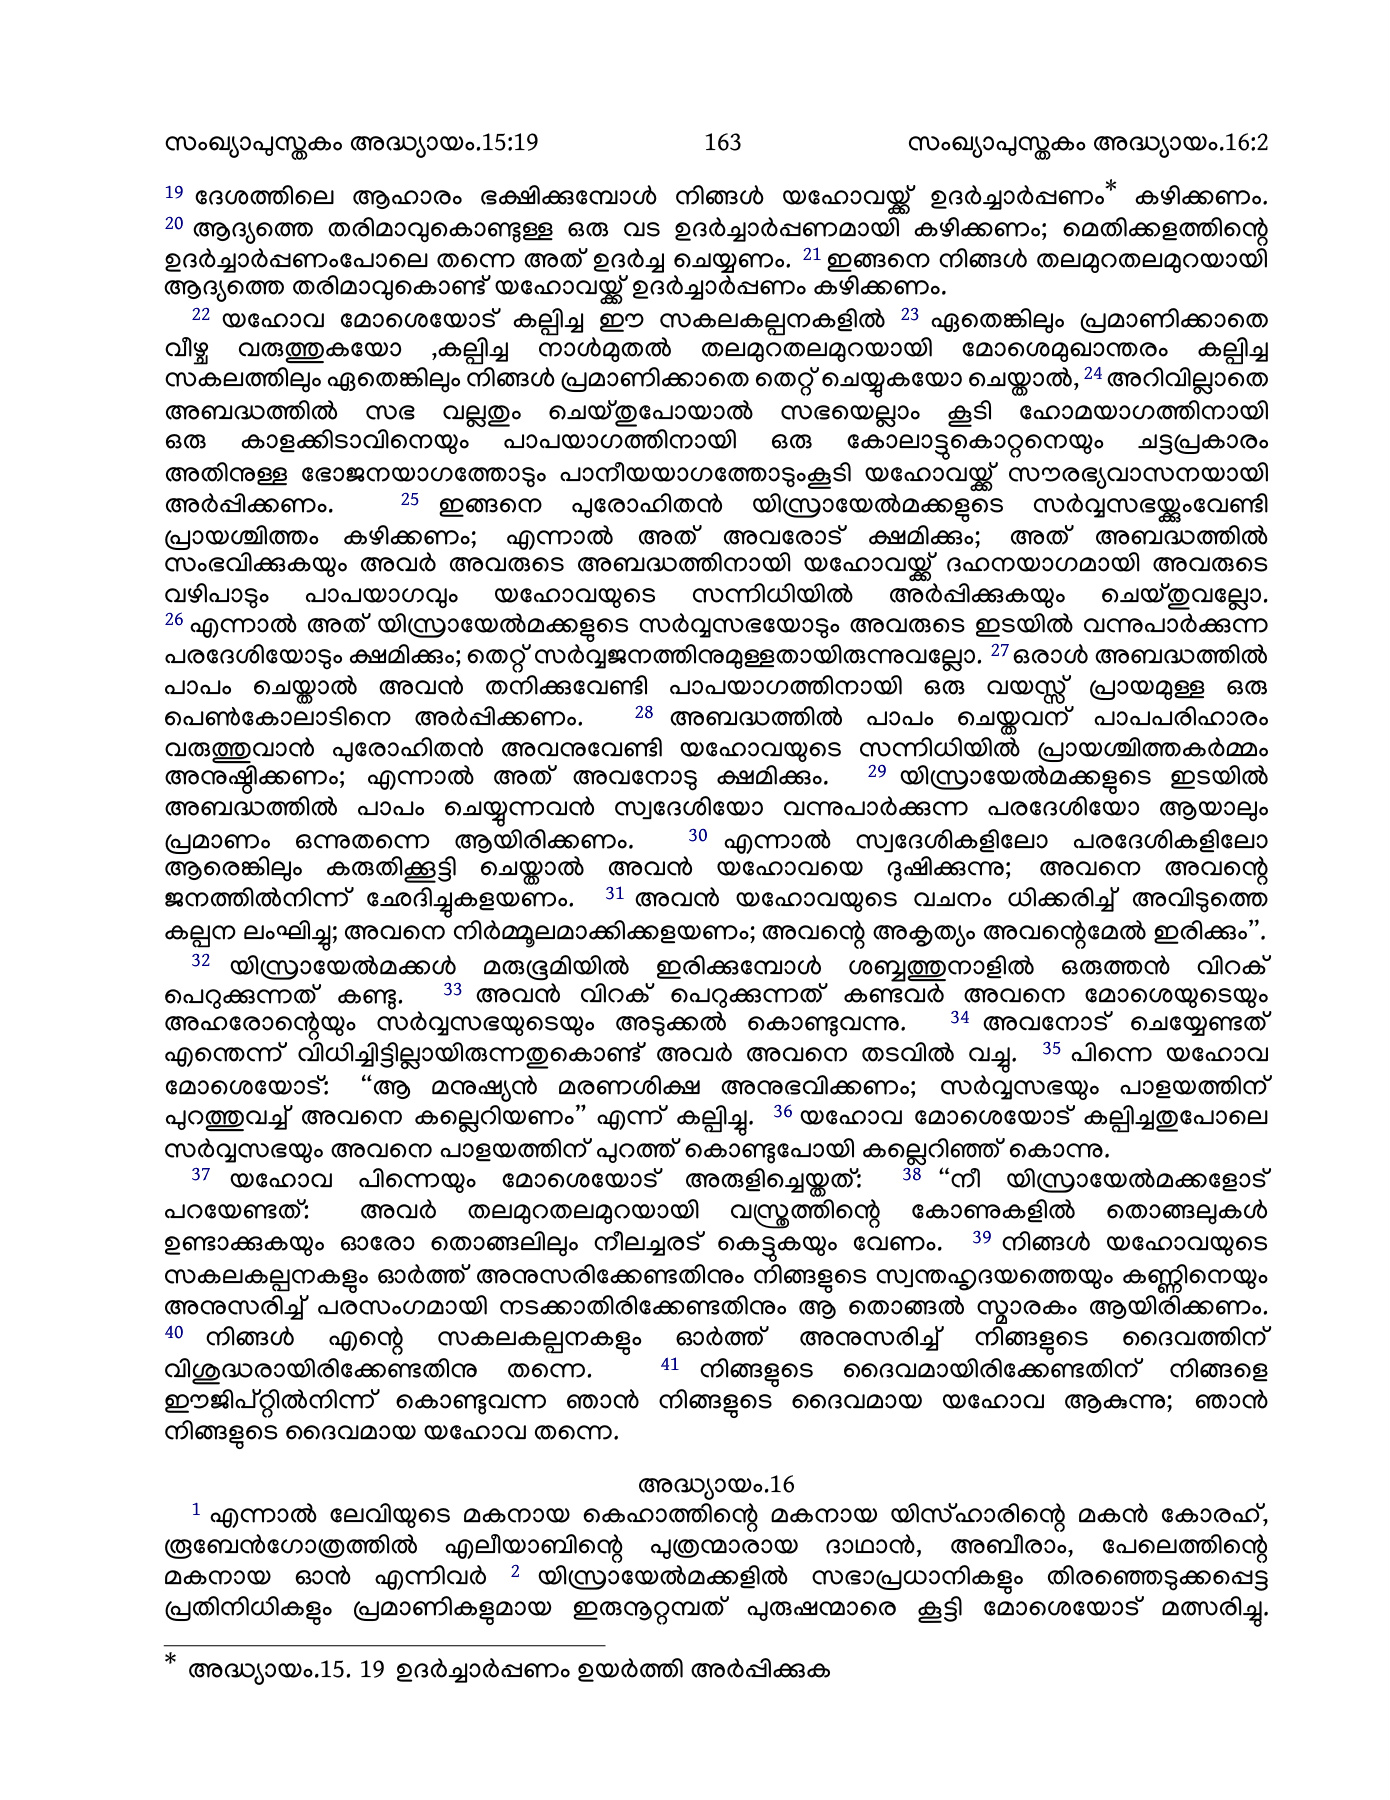 സംഖ്യാപുസ്തകം അദ്ധ്യായം.15:19 163 സംഖ്യാപുസ്തകം അദ്ധ്യായം.16:2
19 ദേശത്തിലെ ആഹാരം ഭക്ഷിക്കുമ്പോൾ നിങ്ങൾ യഹോവയ്ക്ക് ഉദർച്ചാർപ്പണം* കഴിക്കണം.
20 ആദ്യത്തെ തരിമാവുകൊണ്ടുള്ള ഒരു വട ഉദർച്ചാർപ്പണമായി കഴിക്കണം; മെതിക്കളത്തിന്റെ
ഉദർച്ചാർപ്പണംപോലെ തന്നെ അത് ഉദർച്ച ചെയ്യണം. 21 ഇങ്ങനെ നിങ്ങൾ തലമുറതലമുറയായി
ആദ്യത്തെ തരിമാവുകൊണ്ട് യഹോവയ്ക്ക് ഉദർച്ചാർപ്പണം കഴിക്കണം.
22 യഹോവ മോശെയോട് കല്പിച്ച ഈ സകലകല്പനകളിൽ 23 ഏതെങ്കിലും പ്രമാണിക്കാതെ
വീഴ്ച വരുത്തുകയോ ,കല്പിച്ച നാൾമുതൽ തലമുറതലമുറയായി മോശെമുഖാന്തരം കല്പിച്ച
സകലത്തിലും ഏതെങ്കിലും നിങ്ങൾ പ്രമാണിക്കാതെ തെറ്റ് ചെയ്യുകയോ ചെയ്താൽ, 24 അറിവില്ലാതെ
അബദ്ധത്തിൽ സഭ വല്ലതും ചെയ്തുപോയാൽ സഭയെല്ലാം കൂടി ഹോമയാഗത്തിനായി
ഒരു കാളക്കിടാവിനെയും പാപയാഗത്തിനായി ഒരു കോലാട്ടുകൊറ്റനെയും ചട്ടപ്രകാരം
അതിനുള്ള ഭോജനയാഗത്തോടും പാനീയയാഗത്തോടുംകൂടി യഹോവയ്ക്ക് സൗരഭ്യവാസനയായി
അർപ്പിക്കണം. 25 ഇങ്ങനെ പുരോഹിതൻ യിസ്രായേൽമക്കളുടെ സർവ്വസഭയ്ക്കുംവേണ്ടി
പ്രായശ്ചിത്തം കഴിക്കണം; എന്നാൽ അത് അവരോട് ക്ഷമിക്കും; അത് അബദ്ധത്തിൽ
സംഭവിക്കുകയും അവർ അവരുടെ അബദ്ധത്തിനായി യഹോവയ്ക്ക് ദഹനയാഗമായി അവരുടെ
വഴിപാടും പാപയാഗവും യഹോവയുടെ സന്നിധിയിൽ അർപ്പിക്കുകയും ചെയ്തുവല്ലോ.
26 എന്നാൽ അത് യിസ്രായേൽമക്കളുടെ സർവ്വസഭയോടും അവരുടെ ഇടയിൽ വന്നുപാർക്കുന്ന
പരദേശിയോടും ക്ഷമിക്കും; തെറ്റ് സർവ്വജനത്തിനുമുള്ളതായിരുന്നുവല്ലോ. 27 ഒരാൾ അബദ്ധത്തിൽ
പാപം ചെയ്താൽ അവൻ തനിക്കുവേണ്ടി പാപയാഗത്തിനായി ഒരു വയസ്സ് പ്രായമുള്ള ഒരു
പെൺകോലാടിനെ അർപ്പിക്കണം. 28 അബദ്ധത്തിൽ പാപം ചെയ്തവന് പാപപരിഹാരം
വരുത്തുവാൻ പുരോഹിതൻ അവനുവേണ്ടി യഹോവയുടെ സന്നിധിയിൽ പ്രായശ്ചിത്തകർമ്മം
അനുഷ്ഠിക്കണം; എന്നാൽ അത് അവനോടു ക്ഷമിക്കും. 29 യിസ്രായേൽമക്കളുടെ ഇടയിൽ
അബദ്ധത്തിൽ പാപം ചെയ്യുന്നവൻ സ്വദേശിയോ വന്നുപാർക്കുന്ന പരദേശിയോ ആയാലും
പ്രമാണം ഒന്നുതന്നെ ആയിരിക്കണം. 30 എന്നാൽ സ്വദേശികളിലോ പരദേശികളിലോ
ആരെങ്കിലും കരുതിക്കൂട്ടി ചെയ്താൽ അവൻ യഹോവയെ ദുഷിക്കുന്നു; അവനെ അവന്റെ
ജനത്തിൽനിന്ന് ഛേദിച്ചുകളയണം. 31 അവൻ യഹോവയുടെ വചനം ധിക്കരിച്ച് അവിടുത്തെ
കല്പന ലംഘിച്ചു; അവനെ നിർമ്മൂലമാക്കിക്കളയണം; അവന്റെ അകൃത്യം അവന്റെമേൽ ഇരിക്കും”.
32 യിസ്രായേൽമക്കൾ മരുഭൂമിയിൽ ഇരിക്കുമ്പോൾ ശബ്ബത്തുനാളിൽ ഒരുത്തൻ വിറക്
പെറുക്കുന്നത് കണ്ടു. 33 അവൻ വിറക് പെറുക്കുന്നത് കണ്ടവർ അവനെ മോശെയുടെയും
അഹരോന്റെയും സർവ്വസഭയുടെയും അടുക്കൽ കൊണ്ടുവന്നു. 34 അവനോട് ചെയ്യേണ്ടത്
എന്തെന്ന് വിധിച്ചിട്ടില്ലായിരുന്നതുകൊണ്ട് അവർ അവനെ തടവിൽ വച്ചു. 35 പിന്നെ യഹോവ
മോശെയോട്: “ആ മനുഷ്യൻ മരണശിക്ഷ അനുഭവിക്കണം; സർവ്വസഭയും പാളയത്തിന്
പുറത്തുവച്ച് അവനെ കല്ലെറിയണം” എന്ന് കല്പിച്ചു. 36 യഹോവ മോശെയോട് കല്പിച്ചതുപോലെ
സർവ്വസഭയും അവനെ പാളയത്തിന് പുറത്ത് കൊണ്ടുപോയി കല്ലെറിഞ്ഞ് കൊന്നു.
37 യഹോവ പിന്നെയും മോശെയോട് അരുളിച്ചെയ്തത്: 38 “നീ യിസ്രായേൽമക്കളോട്
പറയേണ്ടത്: അവർ തലമുറതലമുറയായി വസ്ത്രത്തിന്റെ കോണുകളിൽ തൊങ്ങലുകൾ
ഉണ്ടാക്കുകയും ഓരോ തൊങ്ങലിലും നീലച്ചരട് കെട്ടുകയും വേണം. 39 നിങ്ങൾ യഹോവയുടെ
സകലകല്പനകളും ഓർത്ത് അനുസരിക്കേണ്ടതിനും നിങ്ങളുടെ സ്വന്തഹൃദയത്തെയും കണ്ണിനെയും
അനുസരിച്ച് പരസംഗമായി നടക്കാതിരിക്കേണ്ടതിനും ആ തൊങ്ങൽ സ്മാരകം ആയിരിക്കണം.
40 നിങ്ങൾ എന്റെ സകലകല്പനകളും ഓർത്ത് അനുസരിച്ച് നിങ്ങളുടെ ദൈവത്തിന്
വിശുദ്ധരായിരിക്കേണ്ടതിനു തന്നെ. 41 നിങ്ങളുടെ ദൈവമായിരിക്കേണ്ടതിന് നിങ്ങളെ
ഈജിപ്റ്റിൽനിന്ന് കൊണ്ടുവന്ന ഞാൻ നിങ്ങളുടെ ദൈവമായ യഹോവ ആകുന്നു; ഞാൻ
നിങ്ങളുടെ ദൈവമായ യഹോവ തന്നെ.
അദ്ധ്യായം.16
1 എന്നാൽ ലേവിയുടെ മകനായ കെഹാത്തിന്റെ മകനായ യിസ്ഹാരിന്റെ മകൻ കോരഹ്,
രൂബേൻഗോത്രത്തിൽ എലീയാബിന്റെ പുത്രന്മാരായ ദാഥാൻ, അബീരാം, പേലെത്തിന്റെ
മകനായ ഓൻ എന്നിവർ 2 യിസ്രായേൽമക്കളിൽ സഭാപ്രധാനികളും തിരഞ്ഞെടുക്കപ്പെട്ട
പ്രതിനിധികളും പ്രമാണികളുമായ ഇരുനൂറ്റമ്പത് പുരുഷന്മാരെ കൂട്ടി മോശെയോട് മത്സരിച്ചു.
* അദ്ധ്യായം.15. 19 ഉദർച്ചാർപ്പണം ഉയർത്തി അർപ്പിക്കുക